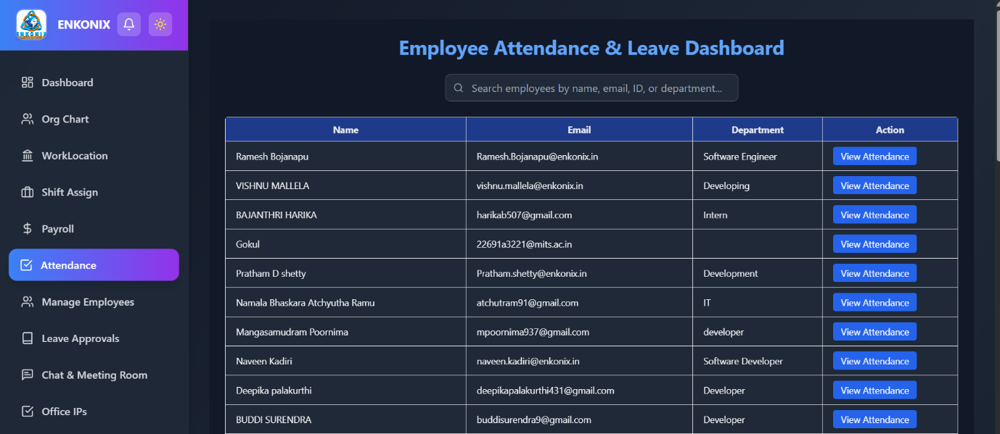 ENKONIX
ENKONIX
Dashboard
Org Chart
WorkLocation
Shift Assign
Payroll
Attendance
Manage Employees
Leave Approvals
Chat & Meeting Room
Office IPs
Employee Attendance & Leave Dashboard
Search employees by name, email, ID, or department...
Name Email Department Action
Ramesh Bojanapu Ramesh.Bojanapu@enkonix.in Software Engineer View Attendance
VISHNU MALLELA vishnu.mallela@enkonix.in Developing View Attendance
BAJANTHRI HARIKA harikab507@gmail.com Intern View Attendance
Gokul 22691a3221@mits.ac.in View Attendance
Pratham D shetty Pratham.shetty@enkonix.in Development View Attendance
Namala Bhaskara Atchyutha Ramu atchutram91@gmail.com IT View Attendance
Mangasamudram Poornima mpoornima937@gmail.com developer View Attendance
Naveen Kadiri naveen.kadiri@enkonix.in Software Developer View Attendance
Deepika palakurthi deepikapalakurthi431@gmail.com Developer View Attendance
BUDDI SURENDRA buddisurendra9@gmail.com Developer View Attendance